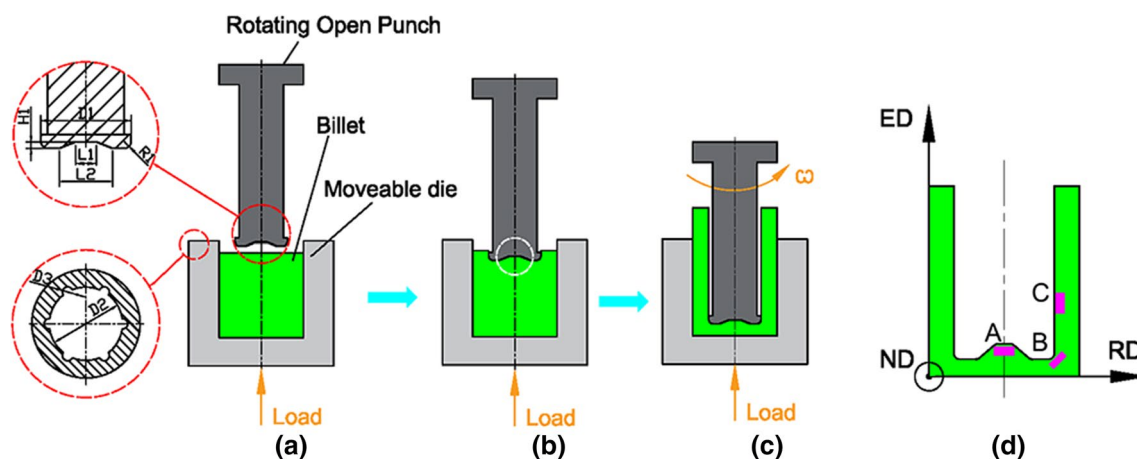 Rotating Open Punch
Billet
Moveable die
H1
D1
L1
L2
R1
D3
D2
ω
Load
Load
Load
(a)
(b)
(c)
ED
ND
RD
A
B
C
(d)